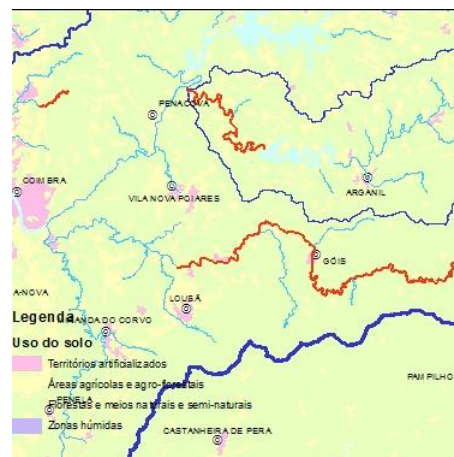 PENACOVA
COIMBRA
VILA NOVA POIARES
ARGANIL
GÓIS
A-NOVA
LOUSÃ
Legenda
MIRANDA DO CORVO
Uso do solo
Territórios artificializados
Áreas agrícolas e agro-florestais
PAMPILHO
PENELA
Florestas e meios naturais e semi-naturais
Zonas húmidas
CASTANHEIRA DE PERA